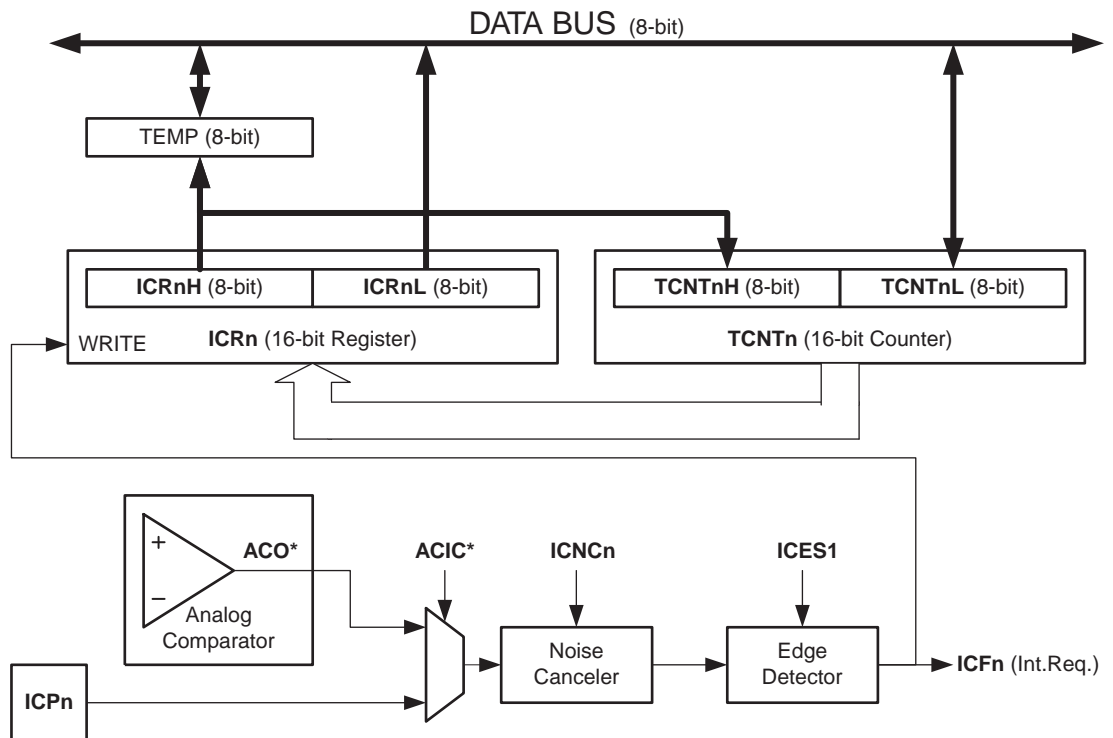 DATA BUS (8-bit)
TEMP (8-bit)
ICRnH (8-bit)
ICRnL (8-bit)
TCNTnH (8-bit)
TCNTnL (8-bit)
WRITE
ICRn (16-bit Register)
TCNTn (16-bit Counter)
+
−
ACO*
Analog
Comparator
ACIC*
ICNCn
ICES1
Noise
Canceler
Edge
Detector
ICFn (Int.Req.)
ICPn